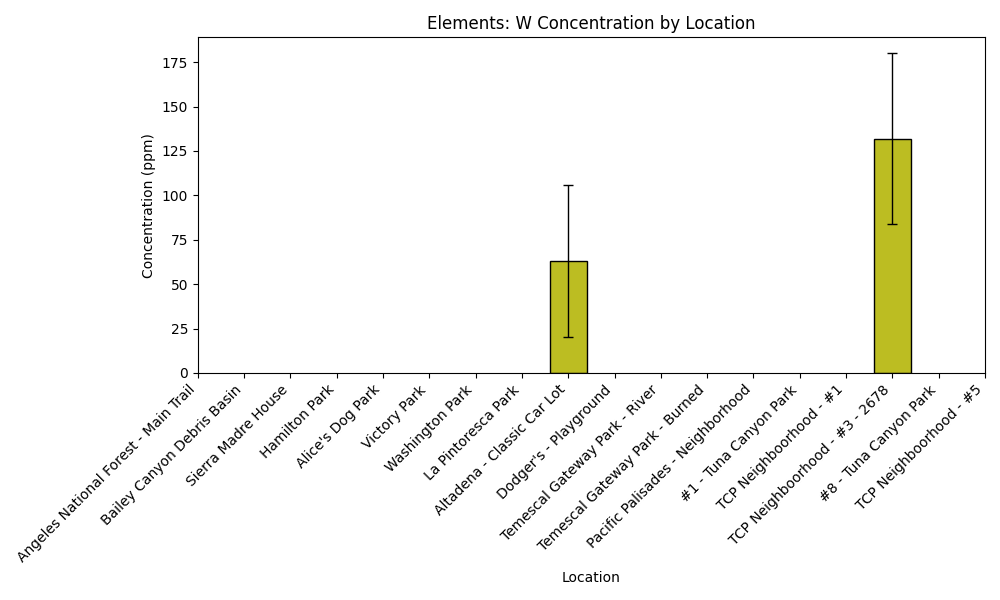 Elements: W Concentration by Location
Concentration (ppm)
175
150
125
100
75
50
25
0
Angeles National Forest - Main Trail
Bailey Canyon Debris Basin
Sierra Madre House
Hamilton Park
Alice's Dog Park
Victory Park
Washington Park
La Pintoresca Park
Altadena - Classic Car Lot
Dodger's - Playground
Temescal Gateway Park - River
Temescal Gateway Park - Burned
Pacific Palisades - Neighborhood
#1 - Tuna Canyon Park
TCP Neighboorhood - #1
TCP Neighboorhood - #3 - 2678
#8 - Tuna Canyon Park
TCP Neighboorhood - #5
Location